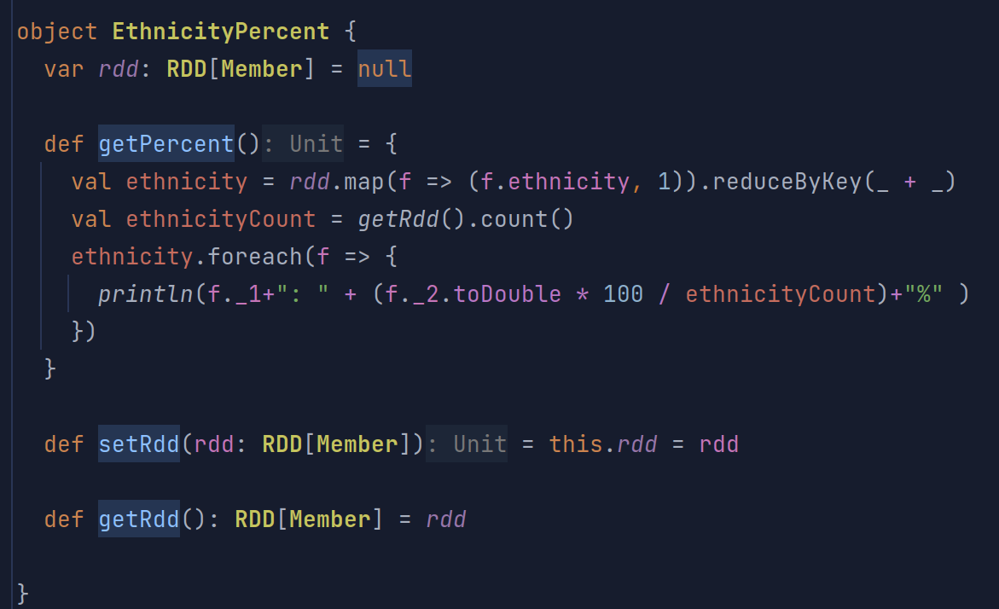 object EthnicityPercent {
var rdd: RDD[Member] = null
def getPercent(): Unit = {
val ethnicity = rdd.map(f => (f.ethnicity, 1)).reduceByKey(_ + _)
val ethnicityCount = getRdd().count()
ethnicity.foreach(f => {
println(f._1+": " + (f._2.toDouble * 100 / ethnicityCount)+"%" )
})
}
def setRdd(rdd: RDD[Member]): Unit = this.rdd = rdd
def getRdd(): RDD[Member] = rdd
}